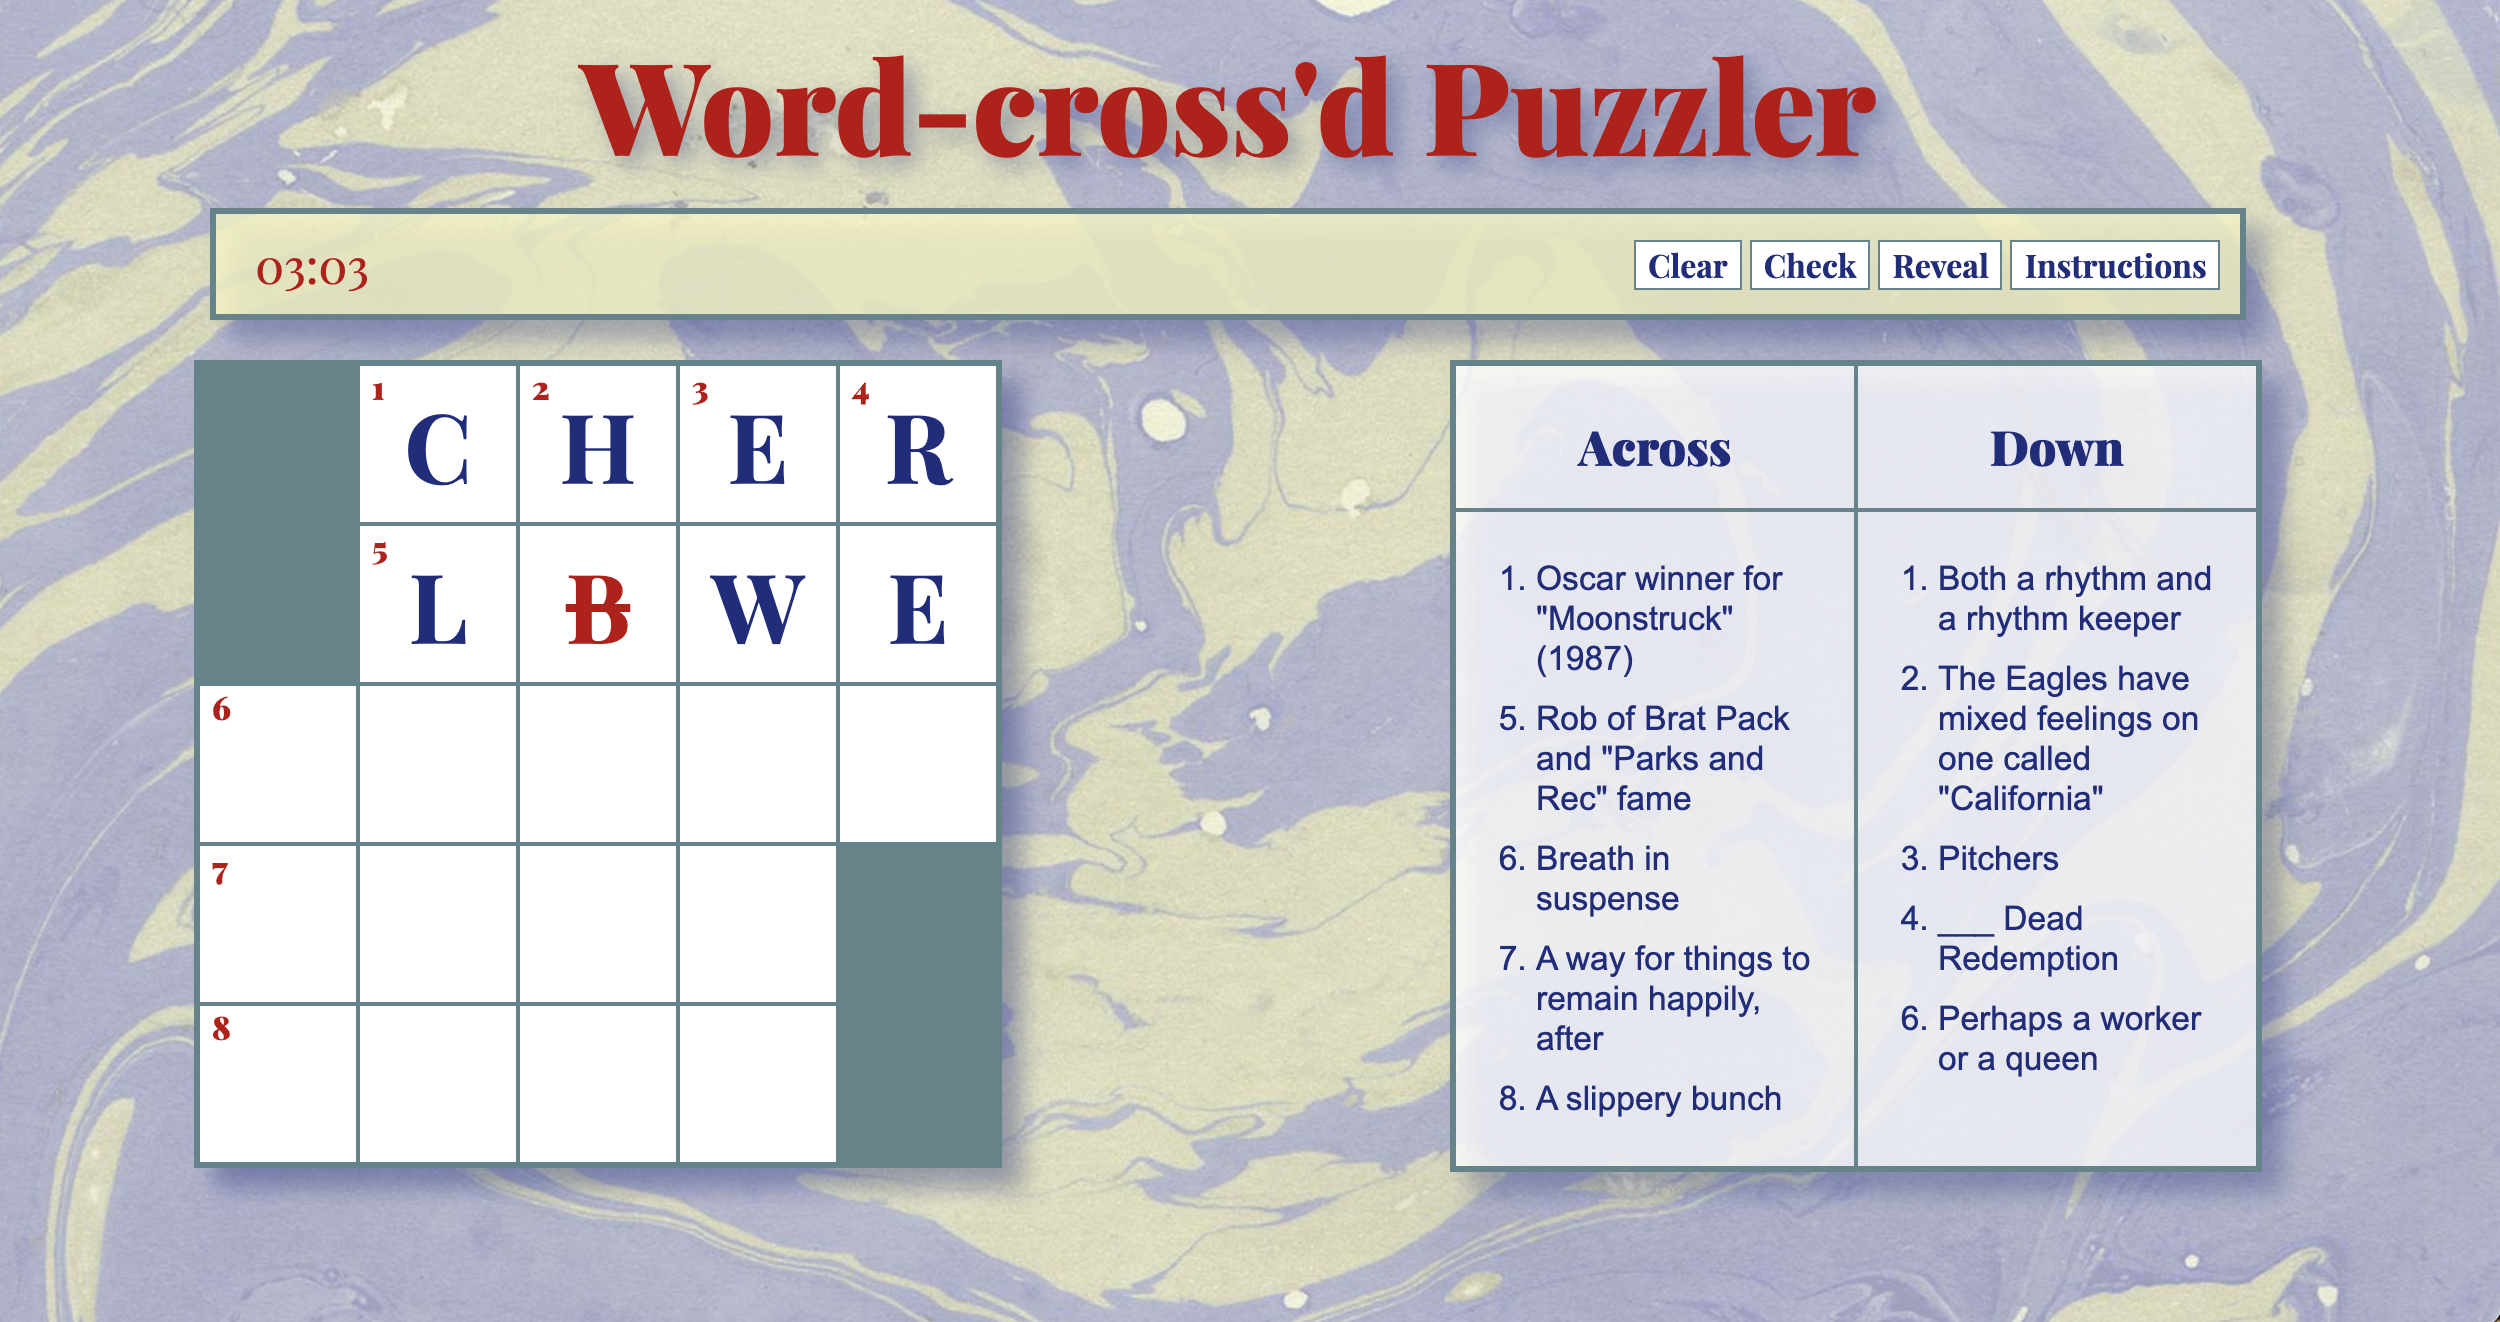 Word-cross'd Puzzler
03:03
Clear Check Reveal Instructions
1 2 3 4
C H E R
5
L B W E
6
7
8
Across
1. Oscar winner for
"Moonstruck"
(1987)
5. Rob of Brat Pack
and "Parks and
Rec" fame
6. Breath in
suspense
7. A way for things to
remain happily,
after
8. A slippery bunch
Down
1. Both a rhythm and
a rhythm keeper
2. The Eagles have
mixed feelings on
one called
"California"
3. Pitchers
4. ___ Dead
Redemption
6. Perhaps a worker
or a queen